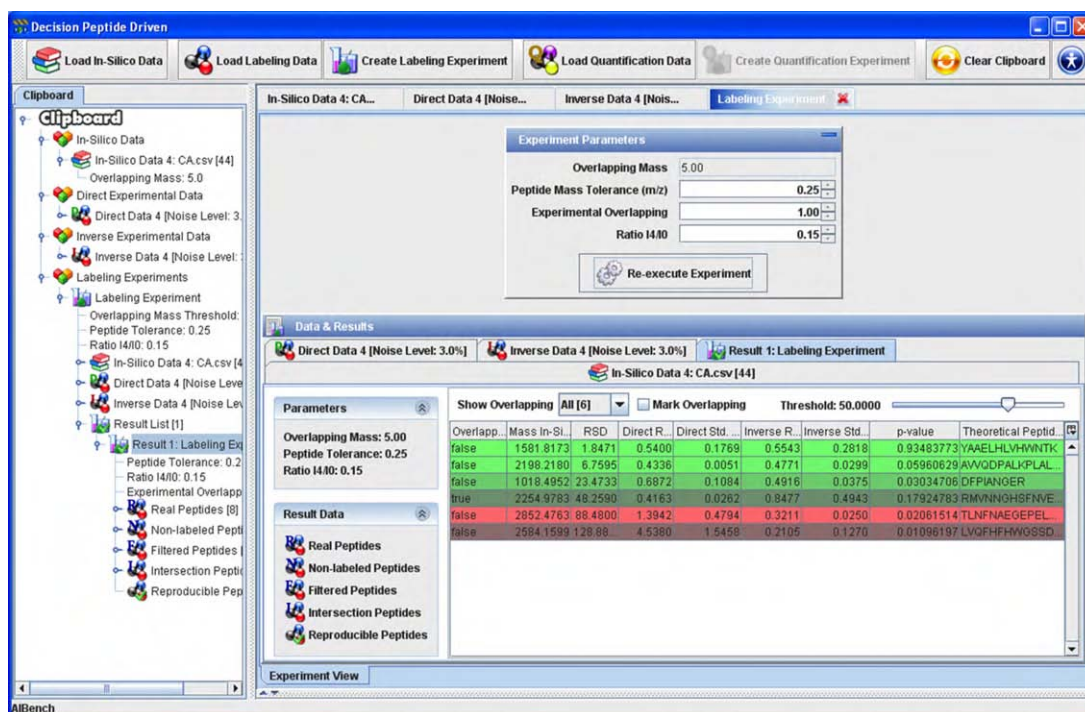 Decision Peptide Driven
Load In-Silico Data Load Labeling Data Create Labeling Experiment Load Quantification Data Create Quantification Experiment Clear Clipboard
Clipboard
Clipboard
In-Silico Data
In-Silico Data 4: CA.csv [44]
Overlapping Mass: 5.0
Direct Experimental Data
Direct Data 4 [Noise Level: 3.
Inverse Experimental Data
Inverse Data 4 [Noise Level:
Labeling Experiments
Labeling Experiment
Overlapping Mass Threshold:
Peptide Tolerance: 0.25
Ratio I4/I0: 0.15
In-Silico Data 4: CA.csv [4
Direct Data 4 [Noise Leve
Inverse Data 4 [Noise Lev
Result List [1]
Result 1: Labeling Ex
Peptide Tolerance: 0.2
Ratio I4/I0: 0.15
Experimental Overlapp
Real Peptides [8]
Non-labeled Pepti
Filtered Peptides [
Intersection Peptid
Reproducible Pep
In-Silico Data 4: CA... Direct Data 4 [Noise... Inverse Data 4 [Nois... Labeling Experiment
Experiment Parameters
Overlapping Mass 5.00
Peptide Mass Tolerance (m/z) 0.25
Experimental Overlapping 1.00
Ratio I4/I0 0.15
Re-execute Experiment
Data & Results
Direct Data 4 [Noise Level: 3.0%] Inverse Data 4 [Noise Level: 3.0%] Result 1: Labeling Experiment
In-Silico Data 4: CA.csv [44]
Parameters
Overlapping Mass: 5.00
Peptide Tolerance: 0.25
Ratio I4/I0: 0.15
Result Data
Real Peptides
Non-labeled Peptides
Filtered Peptides
Intersection Peptides
Reproducible Peptides
Show Overlapping All [6] Mark Overlapping Threshold: 50.0000
Overlapp... Mass In-Si... RSD Direct R... Direct Std. ... Inverse R... Inverse Std... p-value Theoretical Peptid...
false 1581.8173 1.8471 0.5400 0.1769 0.5543 0.2818 0.93483773 YAAELHLVHWNTK
false 2198.2180 6.7595 0.4336 0.0051 0.4771 0.0299 0.05960629 AVVQDPALKPLAL...
false 1018.4952 23.4733 0.6872 0.1084 0.4916 0.0375 0.03034706 DFPIANGER
true 2254.9783 48.2590 0.4163 0.0262 0.8477 0.4943 0.17924783 RMVNNGHSFNVE...
false 2852.4763 88.4800 1.3942 0.4794 0.3211 0.0250 0.02061514 TLNFNAEGEPEL...
false 2584.1599 128.88... 4.5380 1.5458 0.2105 0.1270 0.01096197 LVQFHFHWGSSD...
Experiment View
AIBench